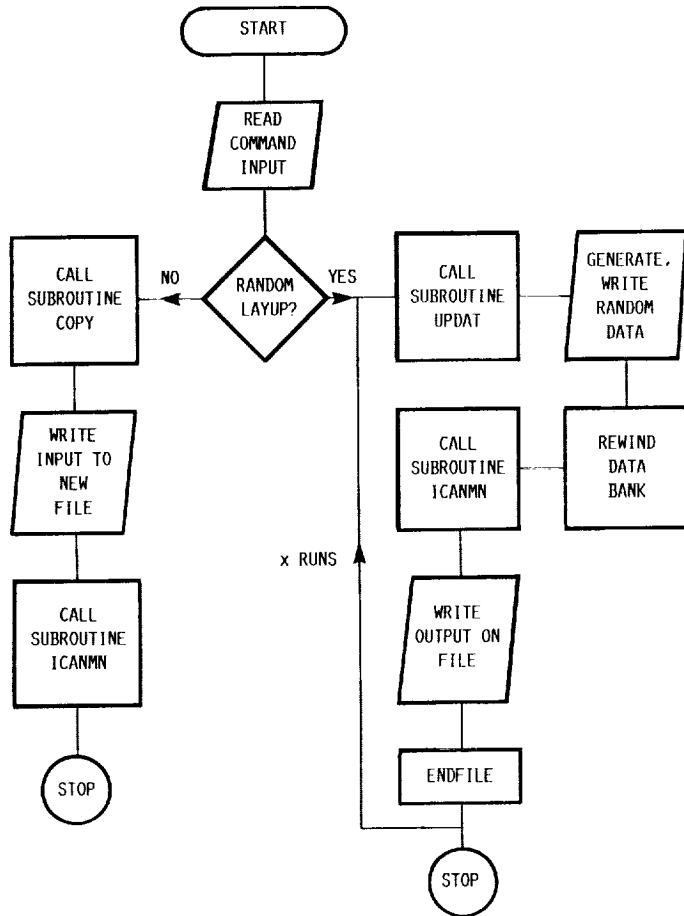 START
READ
COMMAND
INPUT
RANDOM
LAYUP?
NO
YES
CALL
SUBROUTINE
COPY
WRITE
INPUT TO
NEW
FILE
CALL
SUBROUTINE
ICANMN
STOP
CALL
SUBROUTINE
UPDAT
GENERATE,
WRITE
RANDOM
DATA
REWIND
DATA
BANK
CALL
SUBROUTINE
ICANMN
WRITE
OUTPUT ON
FILE
ENDFILE
x RUNS
STOP